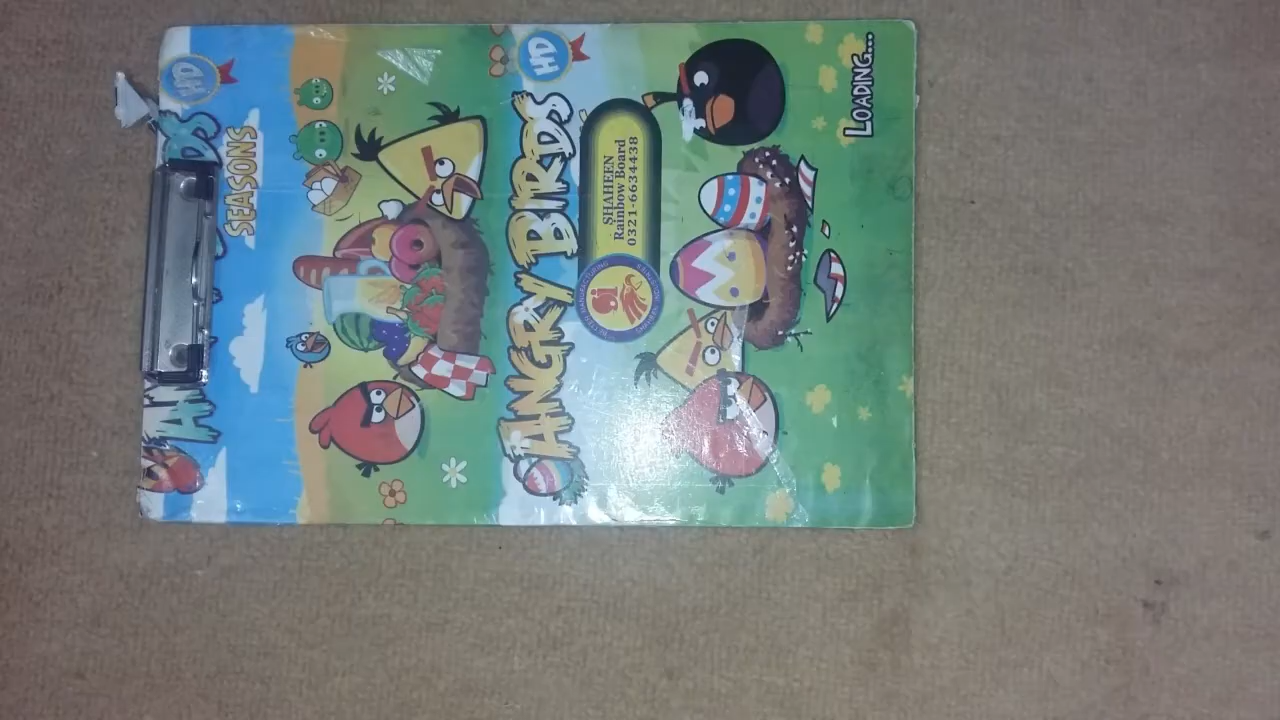 HD
SEASONS
HD
ANGRY BIRDS
SHAHEEN
Rainbow Board
0321-6634438
LOADING...